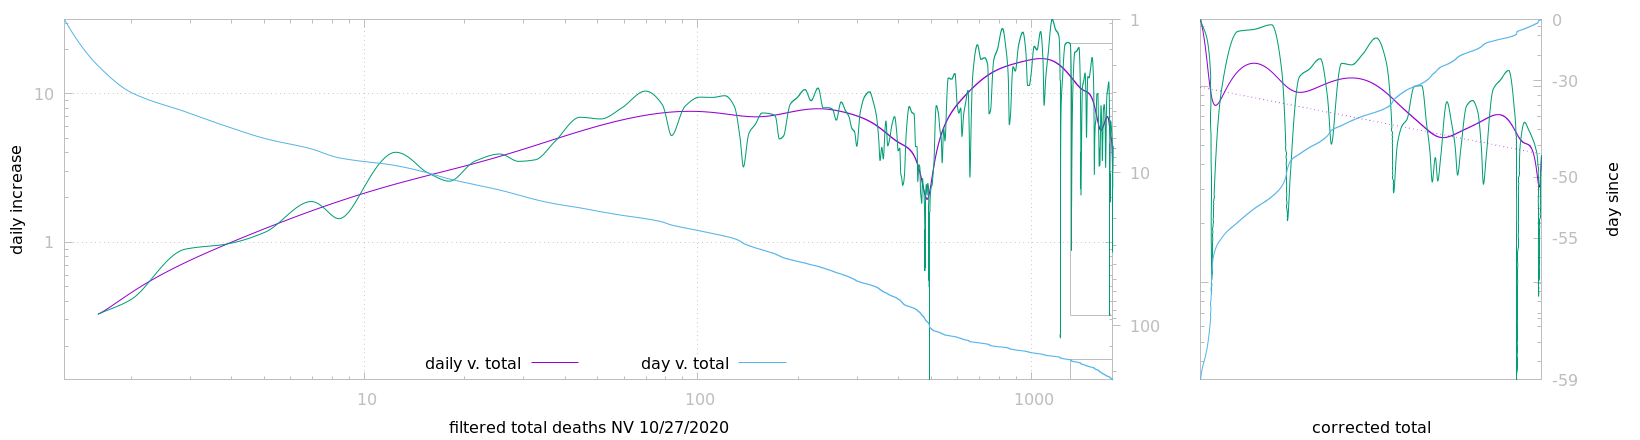 daily increase
10
1
1
10
100
daily v. total
day v. total
10
100
1000
filtered total deaths NV 10/27/2020
0
-30
-50
-55
-59
day since
corrected total